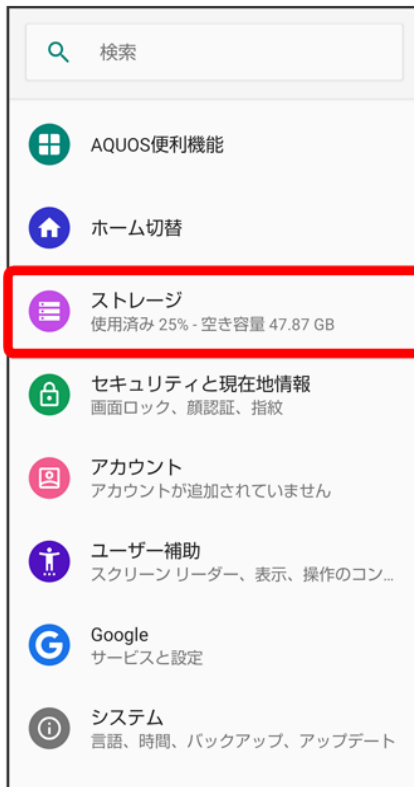 検索
AQUOS便利機能
ホーム切替
ストレージ
使用済み 25% - 空き容量 47.87 GB
セキュリティと現在地情報
画面ロック、顔認証、指紋
アカウント
アカウントが追加されていません
ユーザー補助
スクリーン リーダー、表示、操作のコン...
Google
サービスと設定
システム
言語、時間、バックアップ、アップデート